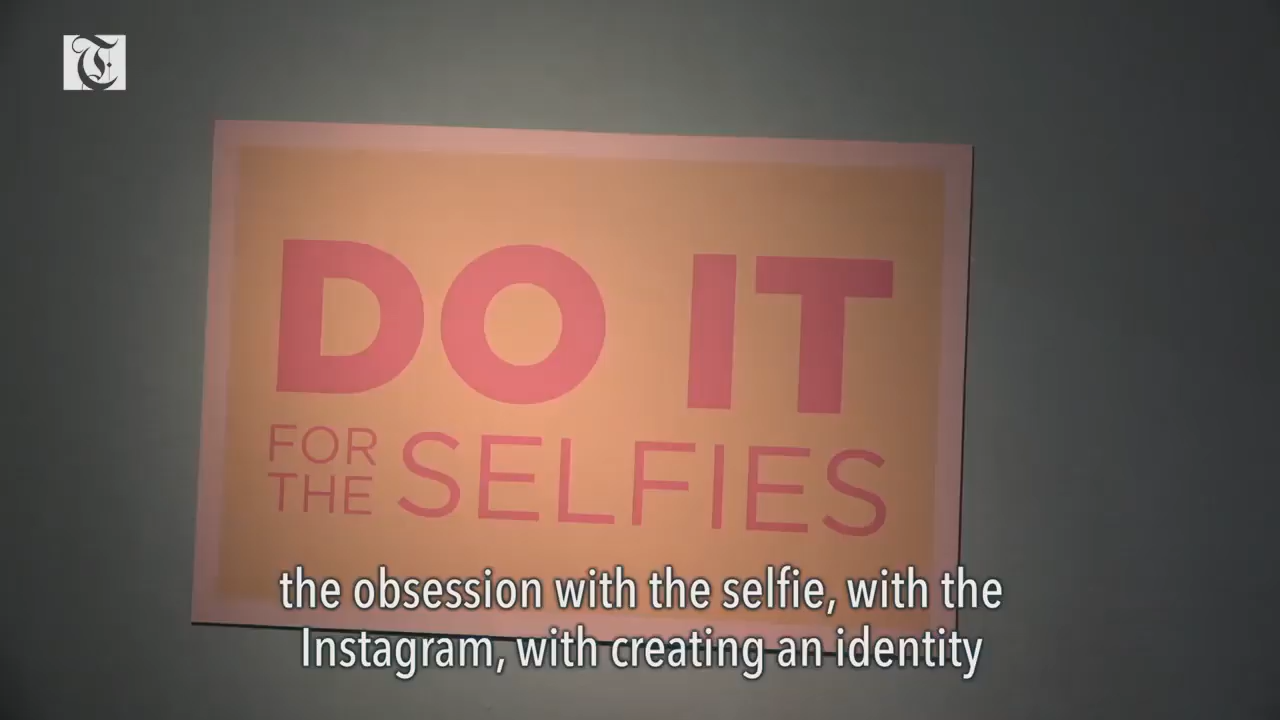 T
DO IT
FOR
THE SELFIES
the obsession with the selfie, with the
Instagram, with creating an identity